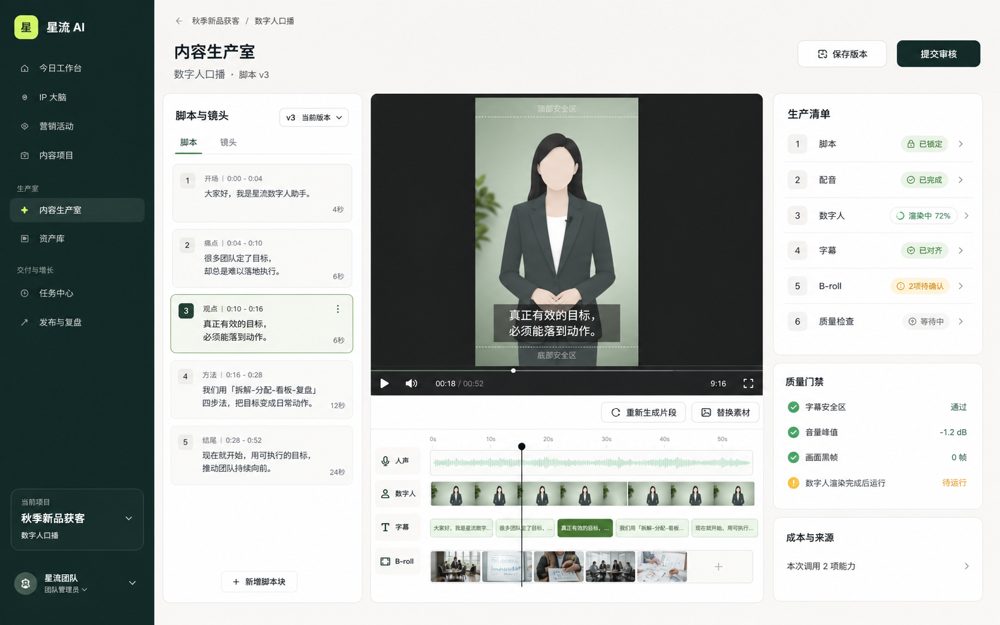 星 星流 AI
今日工作台
IP 大脑
营销活动
内容项目
生产室
内容生产室
资产库
交付与增长
任务中心
发布与复盘
当前项目
秋季新品获客
数字人口播
星流团队
团队管理员
秋季新品获客 / 数字人口播
内容生产室
数字人口播 · 脚本 v3
保存版本
提交审核
脚本与镜头
v3 当前版本
脚本 镜头
1 开场 | 0:00 - 0:04
大家好，我是星流数字人助手。
4秒
2 痛点 | 0:04 - 0:10
很多团队定了目标，
却总是难以落地执行。
6秒
3 观点 | 0:10 - 0:16
真正有效的目标，
必须能落到动作。
6秒
4 方法 | 0:16 - 0:28
我们用「拆解-分配-看板-复盘」
四步法，把目标变成日常动作。
12秒
5 结尾 | 0:28 - 0:52
现在就开始，用可执行的目标，
推动团队持续向前。
24秒
+ 新增脚本块
顶部安全区
真正有效的目标，
必须能落到动作。
底部安全区
00:18 / 00:52
9:16
重新生成片段
替换素材
0s 10s 20s 30s 40s 50s
人声
数字人
T 字幕
大家好，我是星流数字...
很多团队定了目标，...
真正有效的目标，...
我们用「拆解-分配-看板...
现在就开始，用可执行...
B-roll
+
生产清单
1 脚本 已锁定
2 配音 已完成
3 数字人 渲染中 72%
4 字幕 已对齐
5 B-roll 2项待确认
6 质量检查 等待中
质量门禁
字幕安全区 通过
音量峰值 -1.2 dB
画面黑帧 0 帧
数字人渲染完成后运行 待运行
成本与来源
本次调用 2 项能力